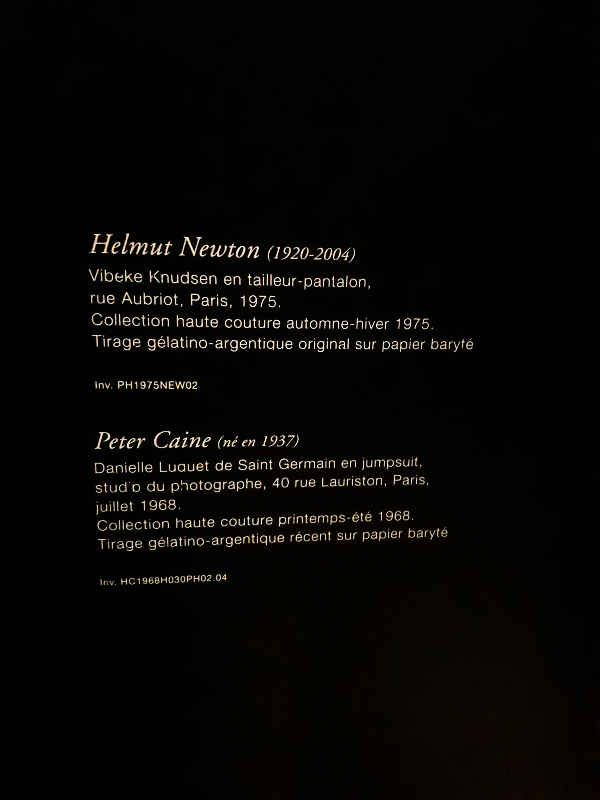 Helmut Newton (1920-2004)
Vibeke Knudsen en tailleur-pantalon,
rue Aubriot, Paris, 1975.
Collection haute couture automne-hiver 1975.
Tirage gélatino-argentique original sur papier baryté
Inv. PH1975NEW02
Peter Caine (né en 1937)
Danielle Luquet de Saint Germain en jumpsuit,
studio du photographe, 40 rue Lauriston, Paris,
juillet 1968.
Collection haute couture printemps-été 1968.
Tirage gélatino-argentique récent sur papier baryté
Inv. HC1968H030PH02.04